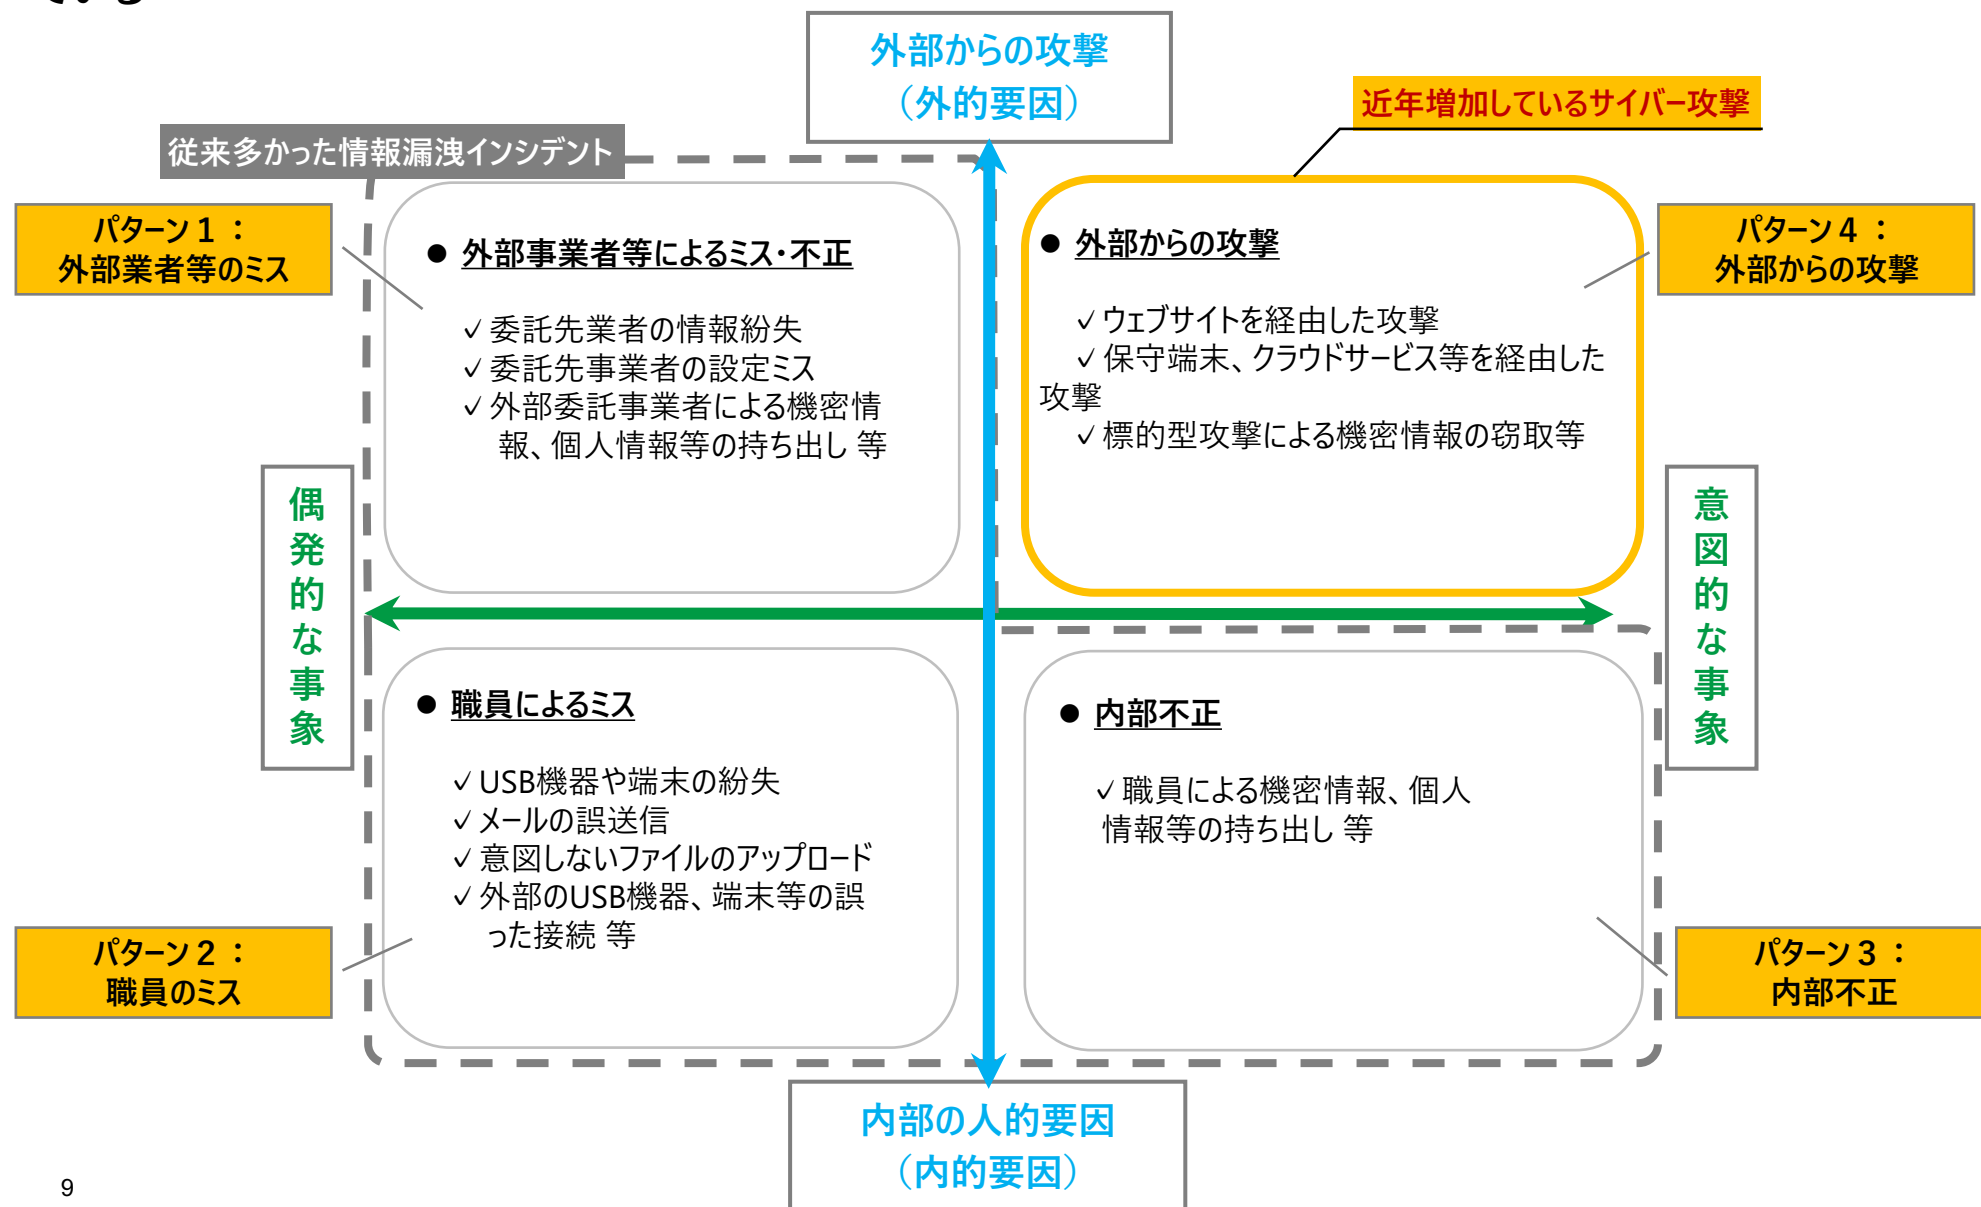 ている
外部からの攻撃
（外的要因）
近年増加しているサイバー攻撃
従来多かった情報漏洩インシデント
パターン１：
外部業者等のミス
● 外部事業者等によるミス・不正
✓委託先業者の情報紛失
✓委託先事業者の設定ミス
✓外部委託事業者による機密情
報、個人情報等の持ち出し 等
● 外部からの攻撃
✓ウェブサイトを経由した攻撃
✓保守端末、クラウドサービス等を経由した
攻撃
✓標的型攻撃による機密情報の窃取等
パターン４：
外部からの攻撃
偶発的な事象
意図的な事象
● 職員によるミス
✓USB機器や端末の紛失
✓メールの誤送信
✓意図しないファイルのアップロード
✓外部のUSB機器、端末等の誤
った接続 等
パターン２：
職員のミス
● 内部不正
✓職員による機密情報、個人
情報等の持ち出し 等
パターン３：
内部不正
内部の人的要因
（内的要因）
9